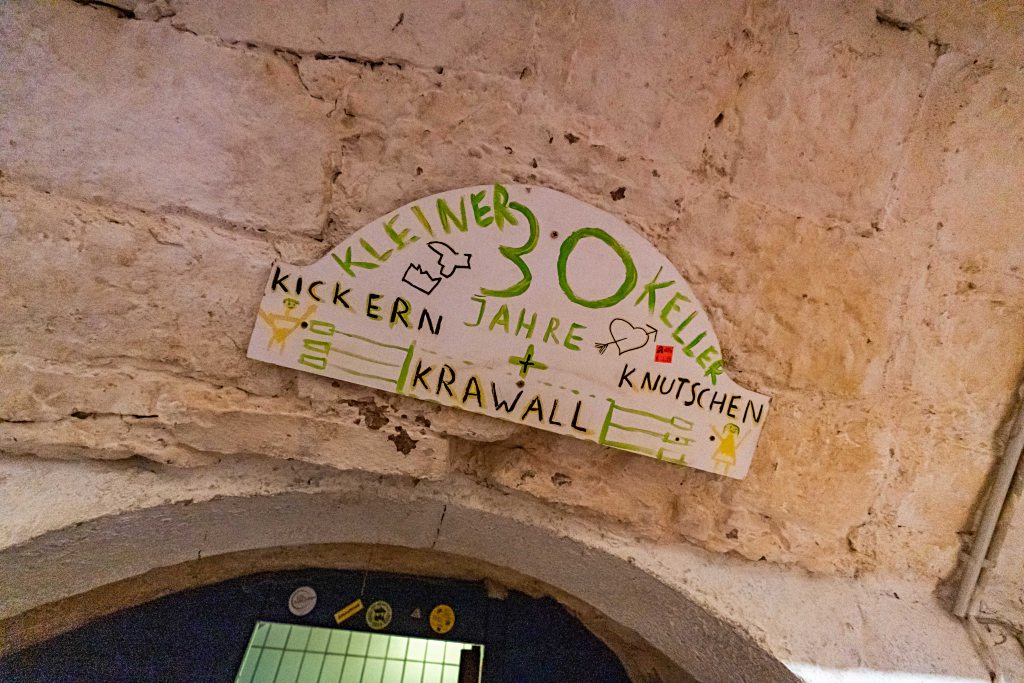 KLEINER 30 KELLER
KICKERN JAHRE KNUTSCHEN
+
KRAWALL